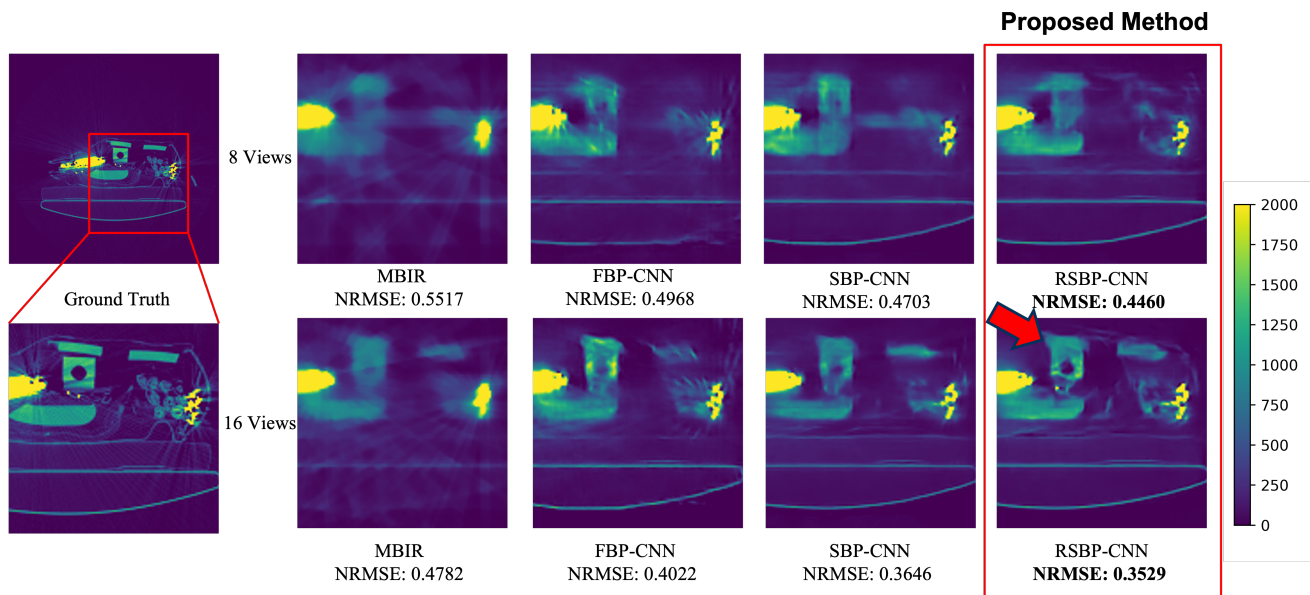 Proposed Method
8 Views
MBIR
NRMSE: 0.5517
FBP-CNN
NRMSE: 0.4968
SBP-CNN
NRMSE: 0.4703
RSBP-CNN
NRMSE: 0.4460
Ground Truth
16 Views
MBIR
NRMSE: 0.4782
FBP-CNN
NRMSE: 0.4022
SBP-CNN
NRMSE: 0.3646
RSBP-CNN
NRMSE: 0.3529
2000
1750
1500
1250
1000
750
500
250
0